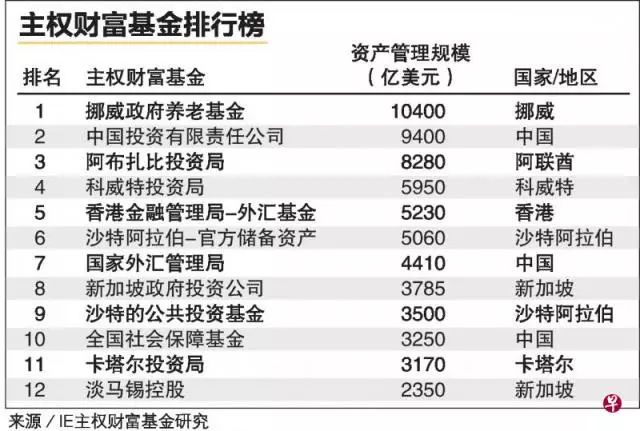 主权财富基金排行榜
排名 主权财富基金 资产管理规模（亿美元） 国家/地区
1 挪威政府养老基金 10400 挪威
2 中国投资有限责任公司 9400 中国
3 阿布扎比投资局 8280 阿联酋
4 科威特投资局 5950 科威特
5 香港金融管理局-外汇基金 5230 香港
6 沙特阿拉伯-官方储备资产 5060 沙特阿拉伯
7 国家外汇管理局 4410 中国
8 新加坡政府投资公司 3785 新加坡
9 沙特的公共投资基金 3500 沙特阿拉伯
10 全国社会保障基金 3250 中国
11 卡塔尔投资局 3170 卡塔尔
12 淡马锡控股 2350 新加坡
早
来源／IE主权财富基金研究